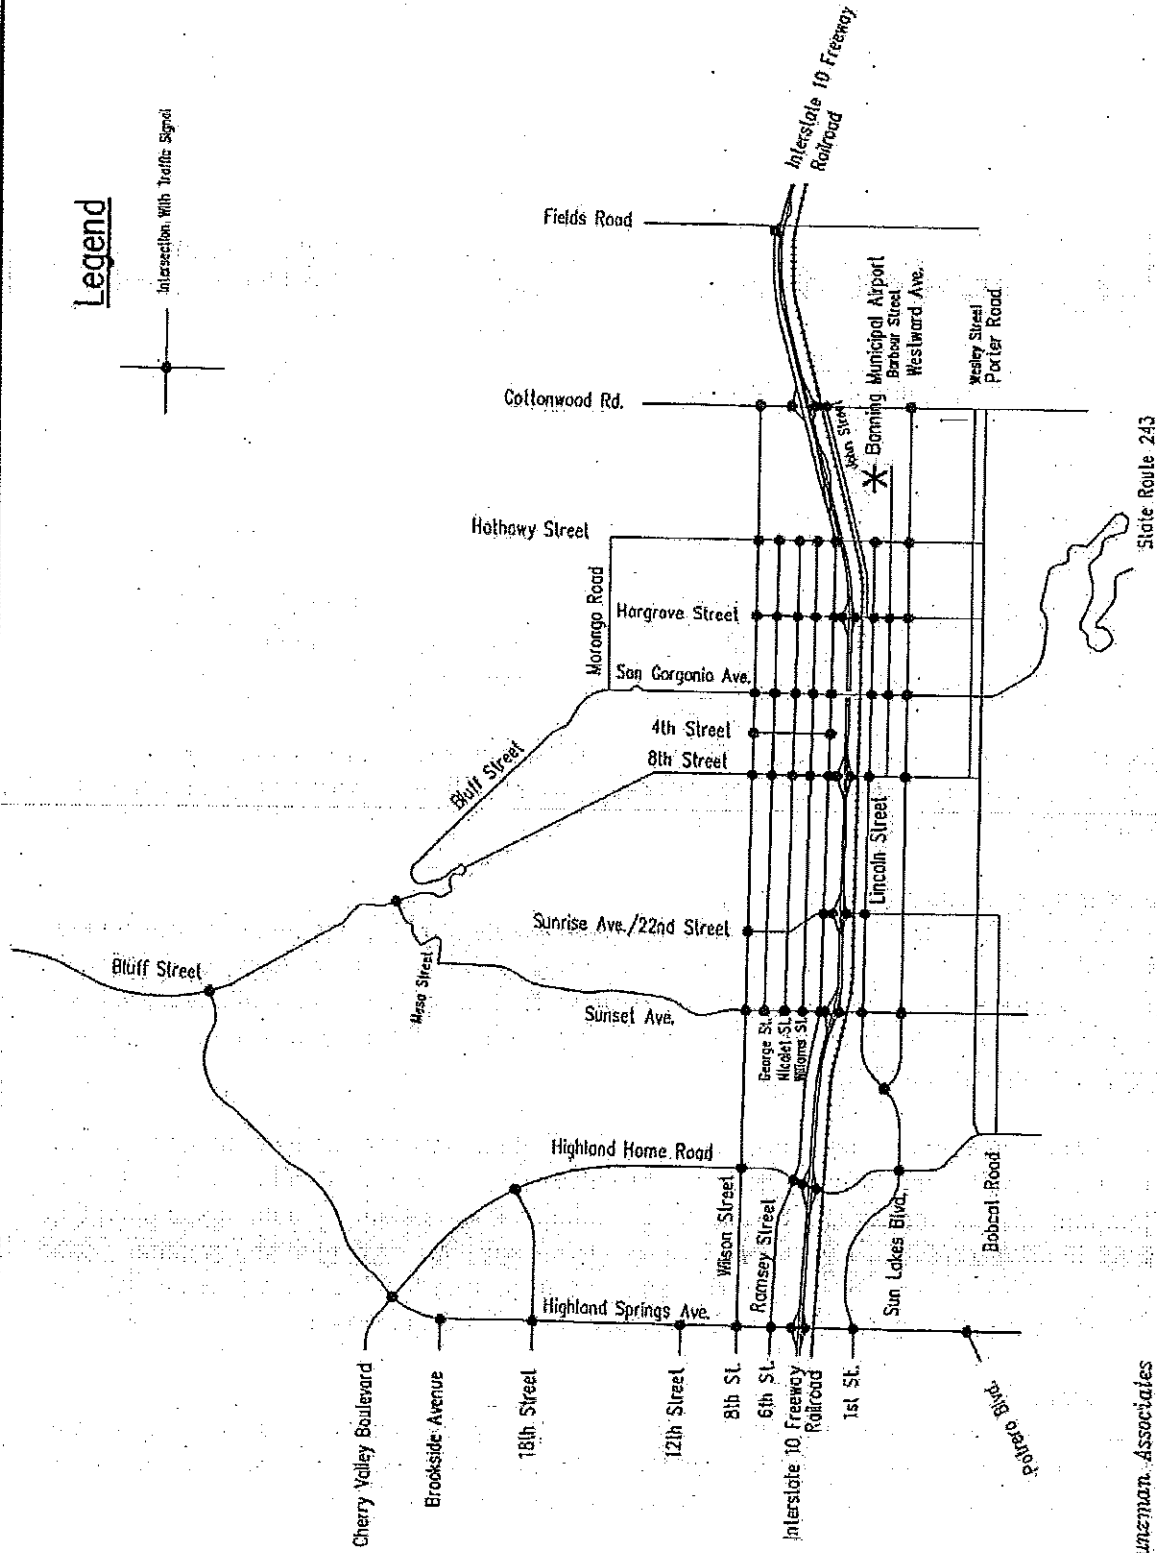 Legend
Intersection With Traffic Signal
Interstate 10 Freeway
Railroad
Fields Road
Cottonwood Rd.
Banning Municipal Airport
Barbour Street
Westward Ave.
Wesley Street
Porter Road
John Street
State Route 243
Hathawy Street
Morongo Road
Hargrave Street
San Gorgonio Ave.
4th Street
8th Street
Bluff Street
Lincoln Street
Sunrise Ave./22nd Street
Bluff Street
Mesa Street
Sunset Ave.
George St.
Nicolet St.
Williams St.
Highland Home Road
Wilson Street
Ramsey Street
Sun Lakes Blvd.
Bobcat Road
Highland Springs Ave.
Cherry Valley Boulevard
Brookside Avenue
18th Street
12th Street
8th St.
6th St.
Interstate 10 Freeway
Railroad
1st St.
Potrero Blvd.
unzman Associates